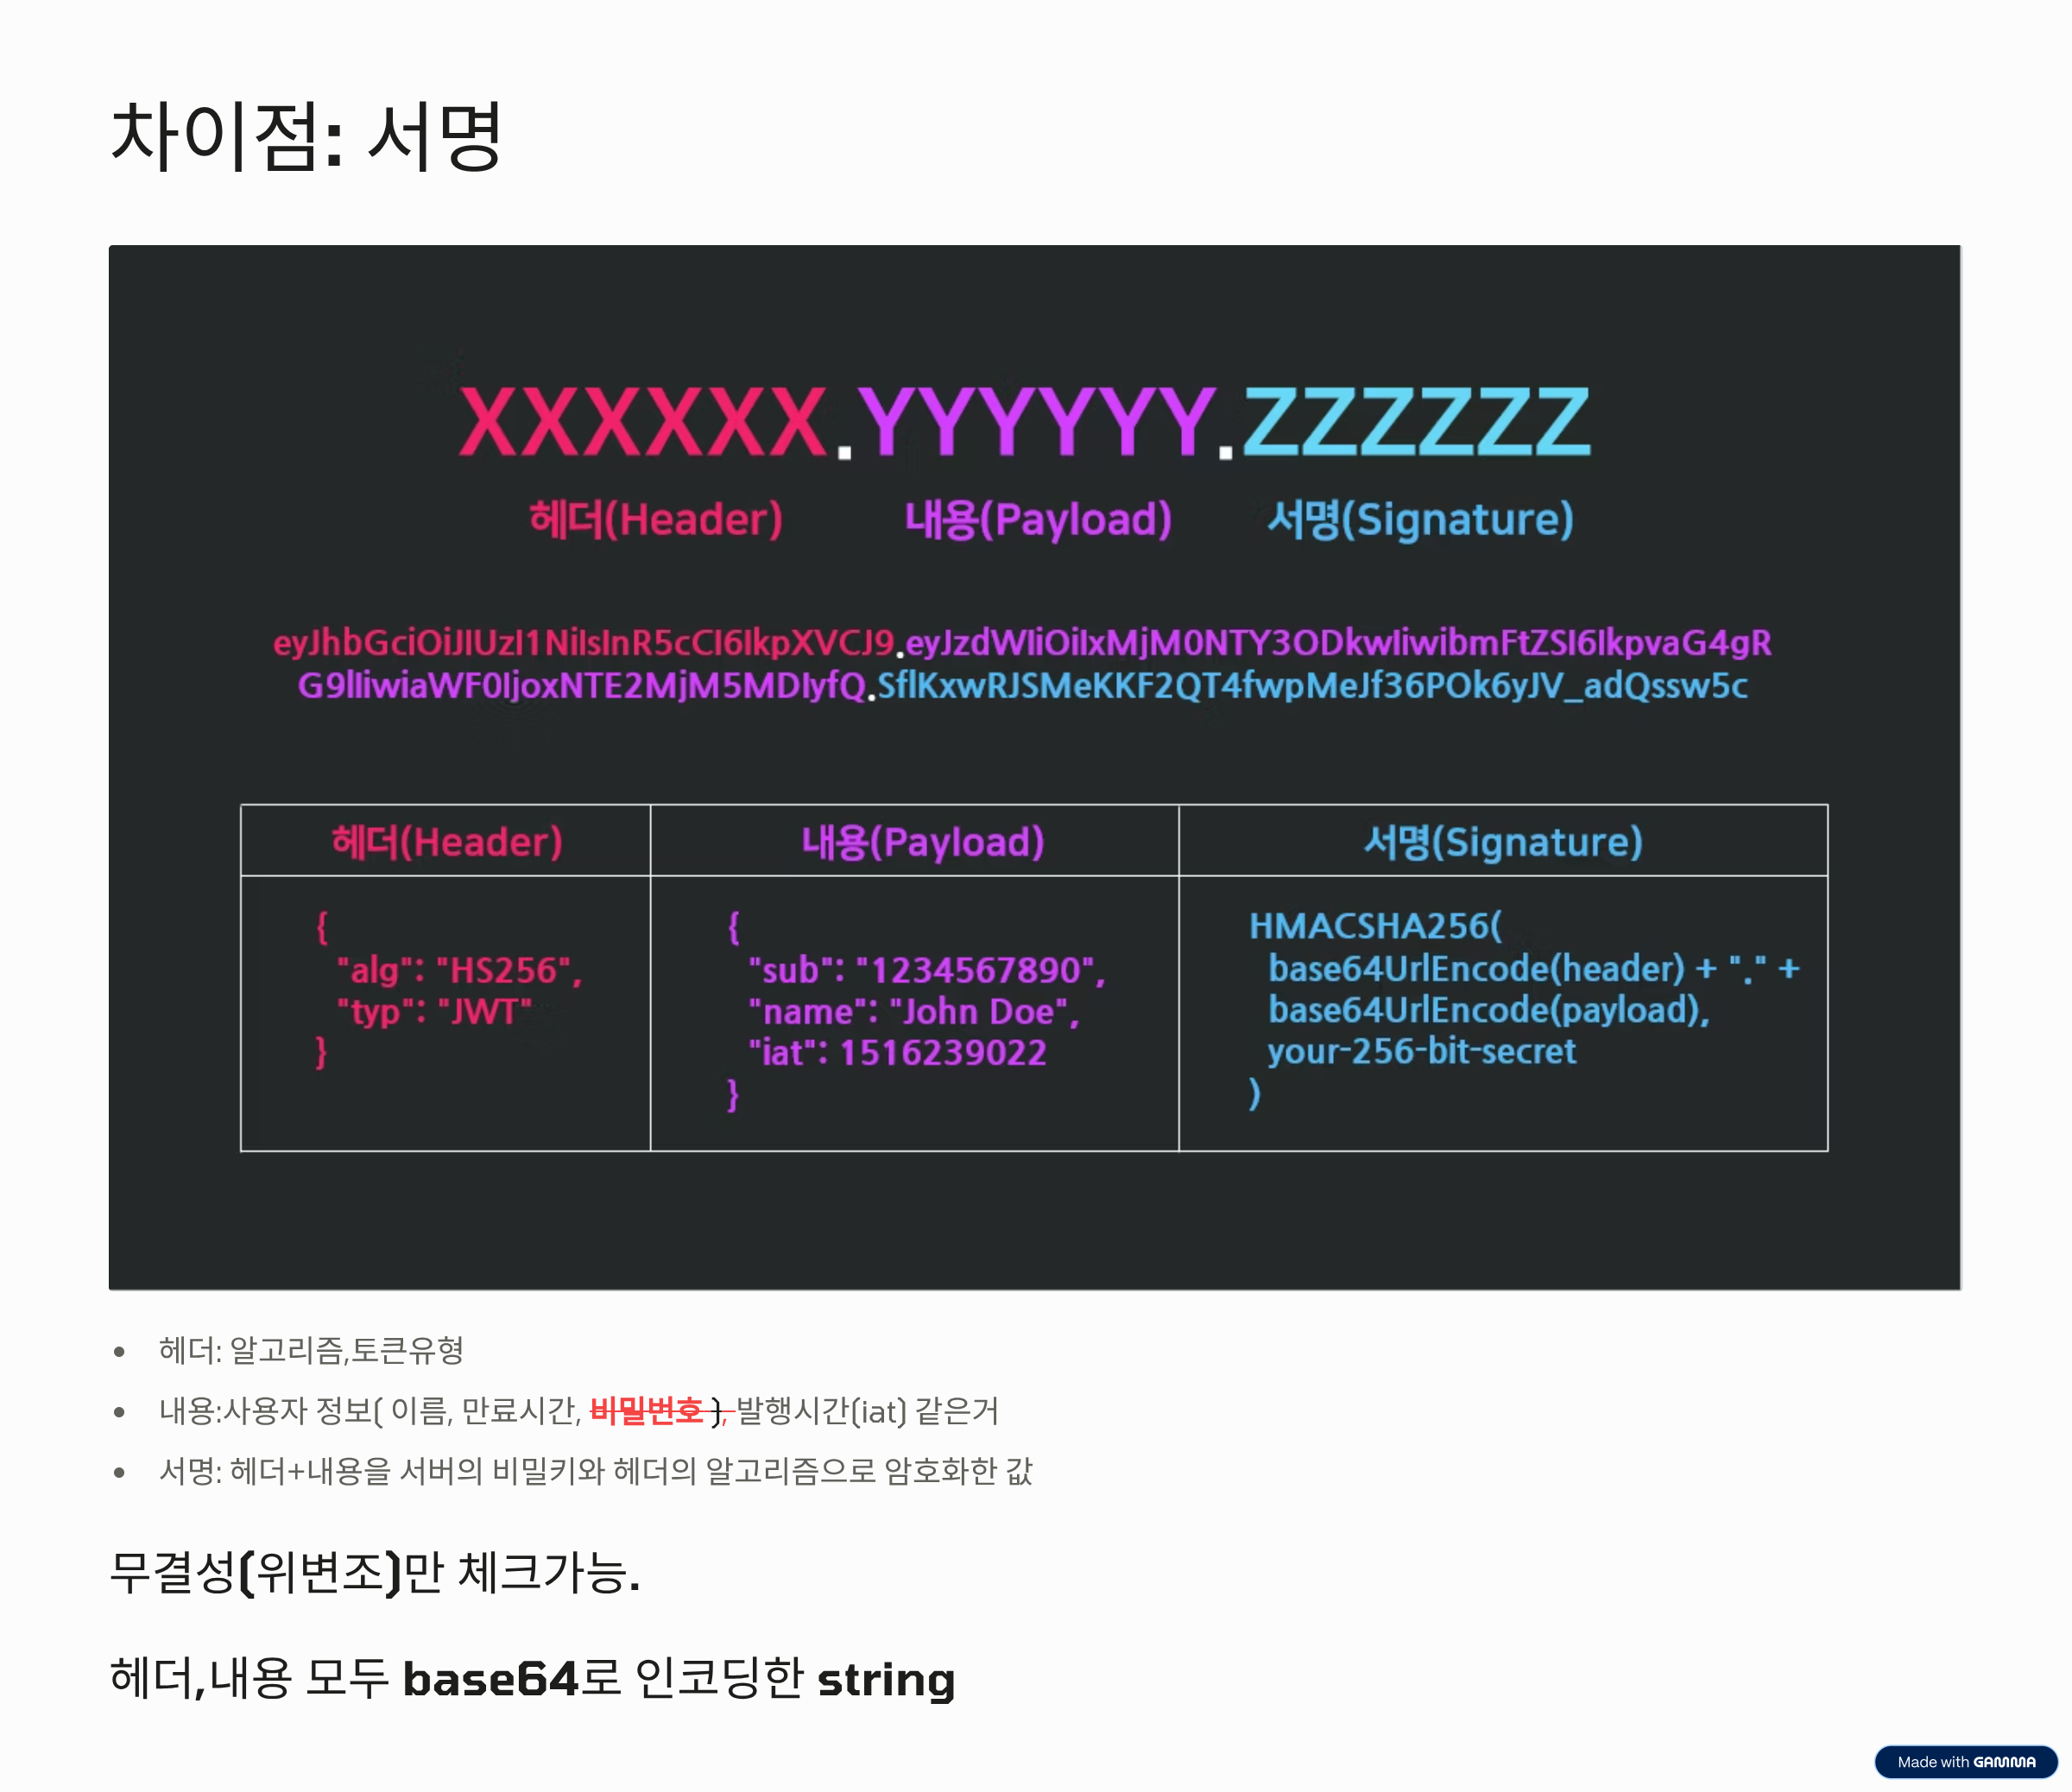 차이점: 서명
XXXXXX.YYYYYY.ZZZZZZ
헤더(Header) 내용(Payload) 서명(Signature)
eyJhbGciOiJIUzI1NiIsInR5cCI6IkpXVCJ9.eyJzdWIiOiIxMjM0NTY3ODkwIiwibmFtZSI6IkpvaG4gR
G9lIiwiaWF0IjoxNTE2MjM5MDIyfQ.SflKxwRJSMeKKF2QT4fwpMeJf36POk6yJV_adQssw5c
헤더(Header) 내용(Payload) 서명(Signature)
{ { HMACSHA256(
"alg": "HS256", "sub": "1234567890", base64UrlEncode(header) + "." +
"typ": "JWT" "name": "John Doe", base64UrlEncode(payload),
} "iat": 1516239022 your-256-bit-secret
} )
헤더: 알고리즘,토큰유형
내용:사용자 정보( 이름, 만료시간, 비밀번호 ), 발행시간(iat) 같은거
서명: 헤더+내용을 서버의 비밀키와 헤더의 알고리즘으로 암호화한 값
무결성(위변조)만 체크가능.
헤더,내용 모두 base64로 인코딩한 string
Made with GAMMA